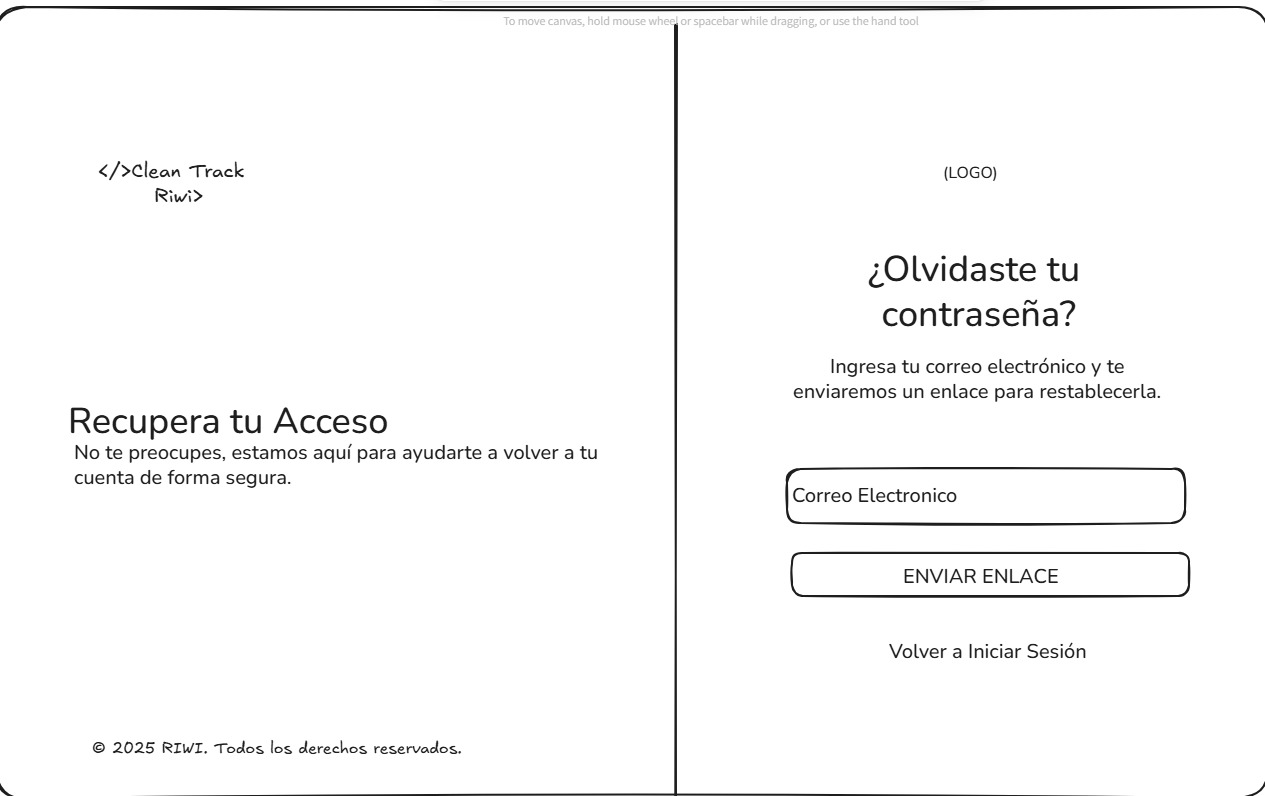 To move canvas, hold mouse wheel or spacebar while dragging, or use the hand tool
</>Clean Track
Riwi>
Recupera tu Acceso
No te preocupes, estamos aquí para ayudarte a volver a tu
cuenta de forma segura.
© 2025 RIWI. Todos los derechos reservados.
(LOGO)
¿Olvidaste tu
contraseña?
Ingresa tu correo electrónico y te
enviaremos un enlace para restablecerla.
Correo Electronico
ENVIAR ENLACE
Volver a Iniciar Sesión